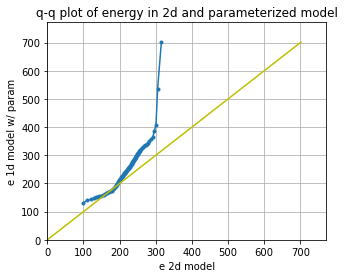 q-q plot of energy in 2d and parameterized model
e 1d model w/ param
700
600
500
400
300
200
100
0
0 100 200 300 400 500 600 700
e 2d model